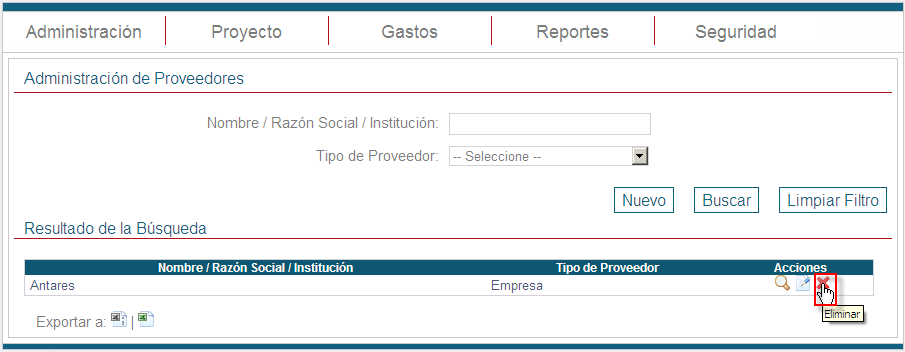 Administración Proyecto Gastos Reportes Seguridad
Administración de Proveedores
Nombre / Razón Social / Institución:
Tipo de Proveedor: -- Seleccione --
Nuevo Buscar Limpiar Filtro
Resultado de la Búsqueda
Nombre / Razón Social / Institución Tipo de Proveedor Acciones
Antares Empresa
Eliminar
Exportar a: |